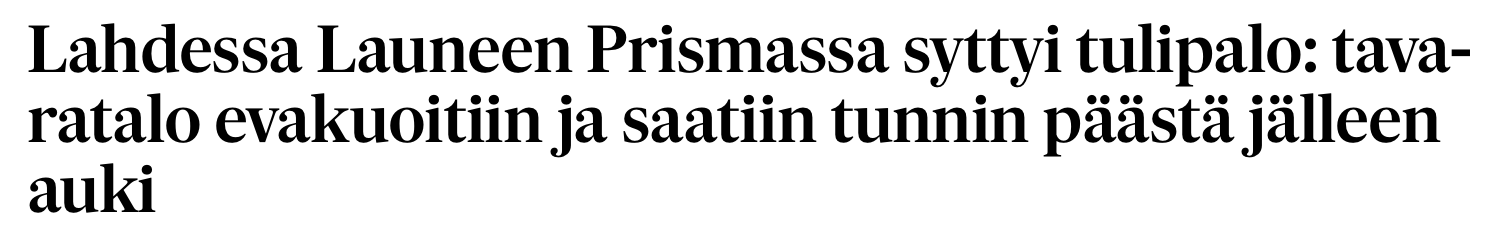 Lahdessa Launeen Prismassa syttyi tulipalo: tava-
ratalo evakuoitiin ja saatiin tunnin päästä jälleen
auki